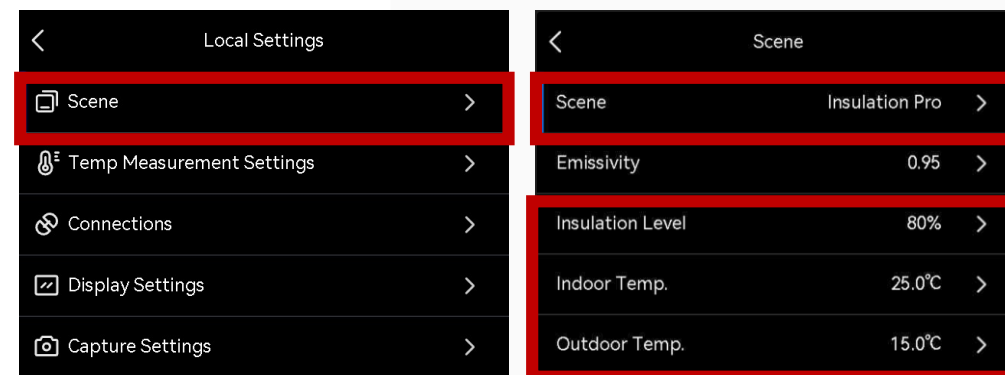 Local Settings
Scene
Temp Measurement Settings
Connections
Display Settings
Capture Settings
Scene
Scene Insulation Pro
Emissivity 0.95
Insulation Level 80%
Indoor Temp. 25.0℃
Outdoor Temp. 15.0℃